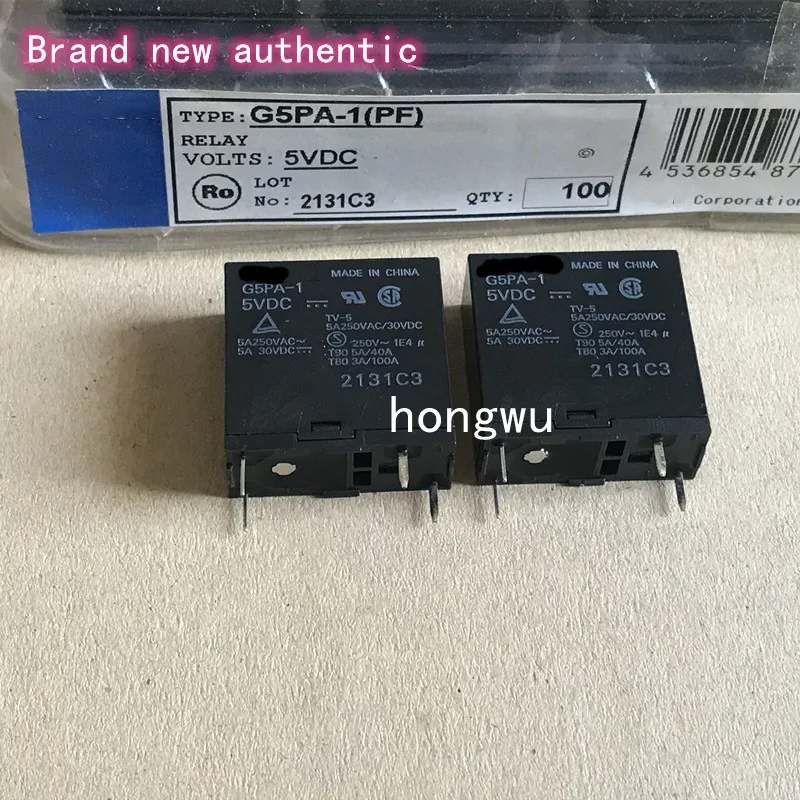 Brand new authentic
TYPE: G5PA-1(PF)
RELAY
VOLTS: 5VDC
©
Ro
LOT
No: 2131C3
QTY: 100
4 536854 87
Corporation
MADE IN CHINA
G5PA-1
5VDC
TV-5
5A250VAC/30VDC
5A250VAC~
5A 30VDC
250V~ 1E4 µ
T90 5A/40A
T80 3A/100A
2131C3
MADE IN CHINA
G5PA-1
5VDC
TV-5
5A250VAC/30VDC
5A250VAC~
5A 30VDC
250V~ 1E4 µ
T90 5A/40A
T80 3A/100A
2131C3
hongwu